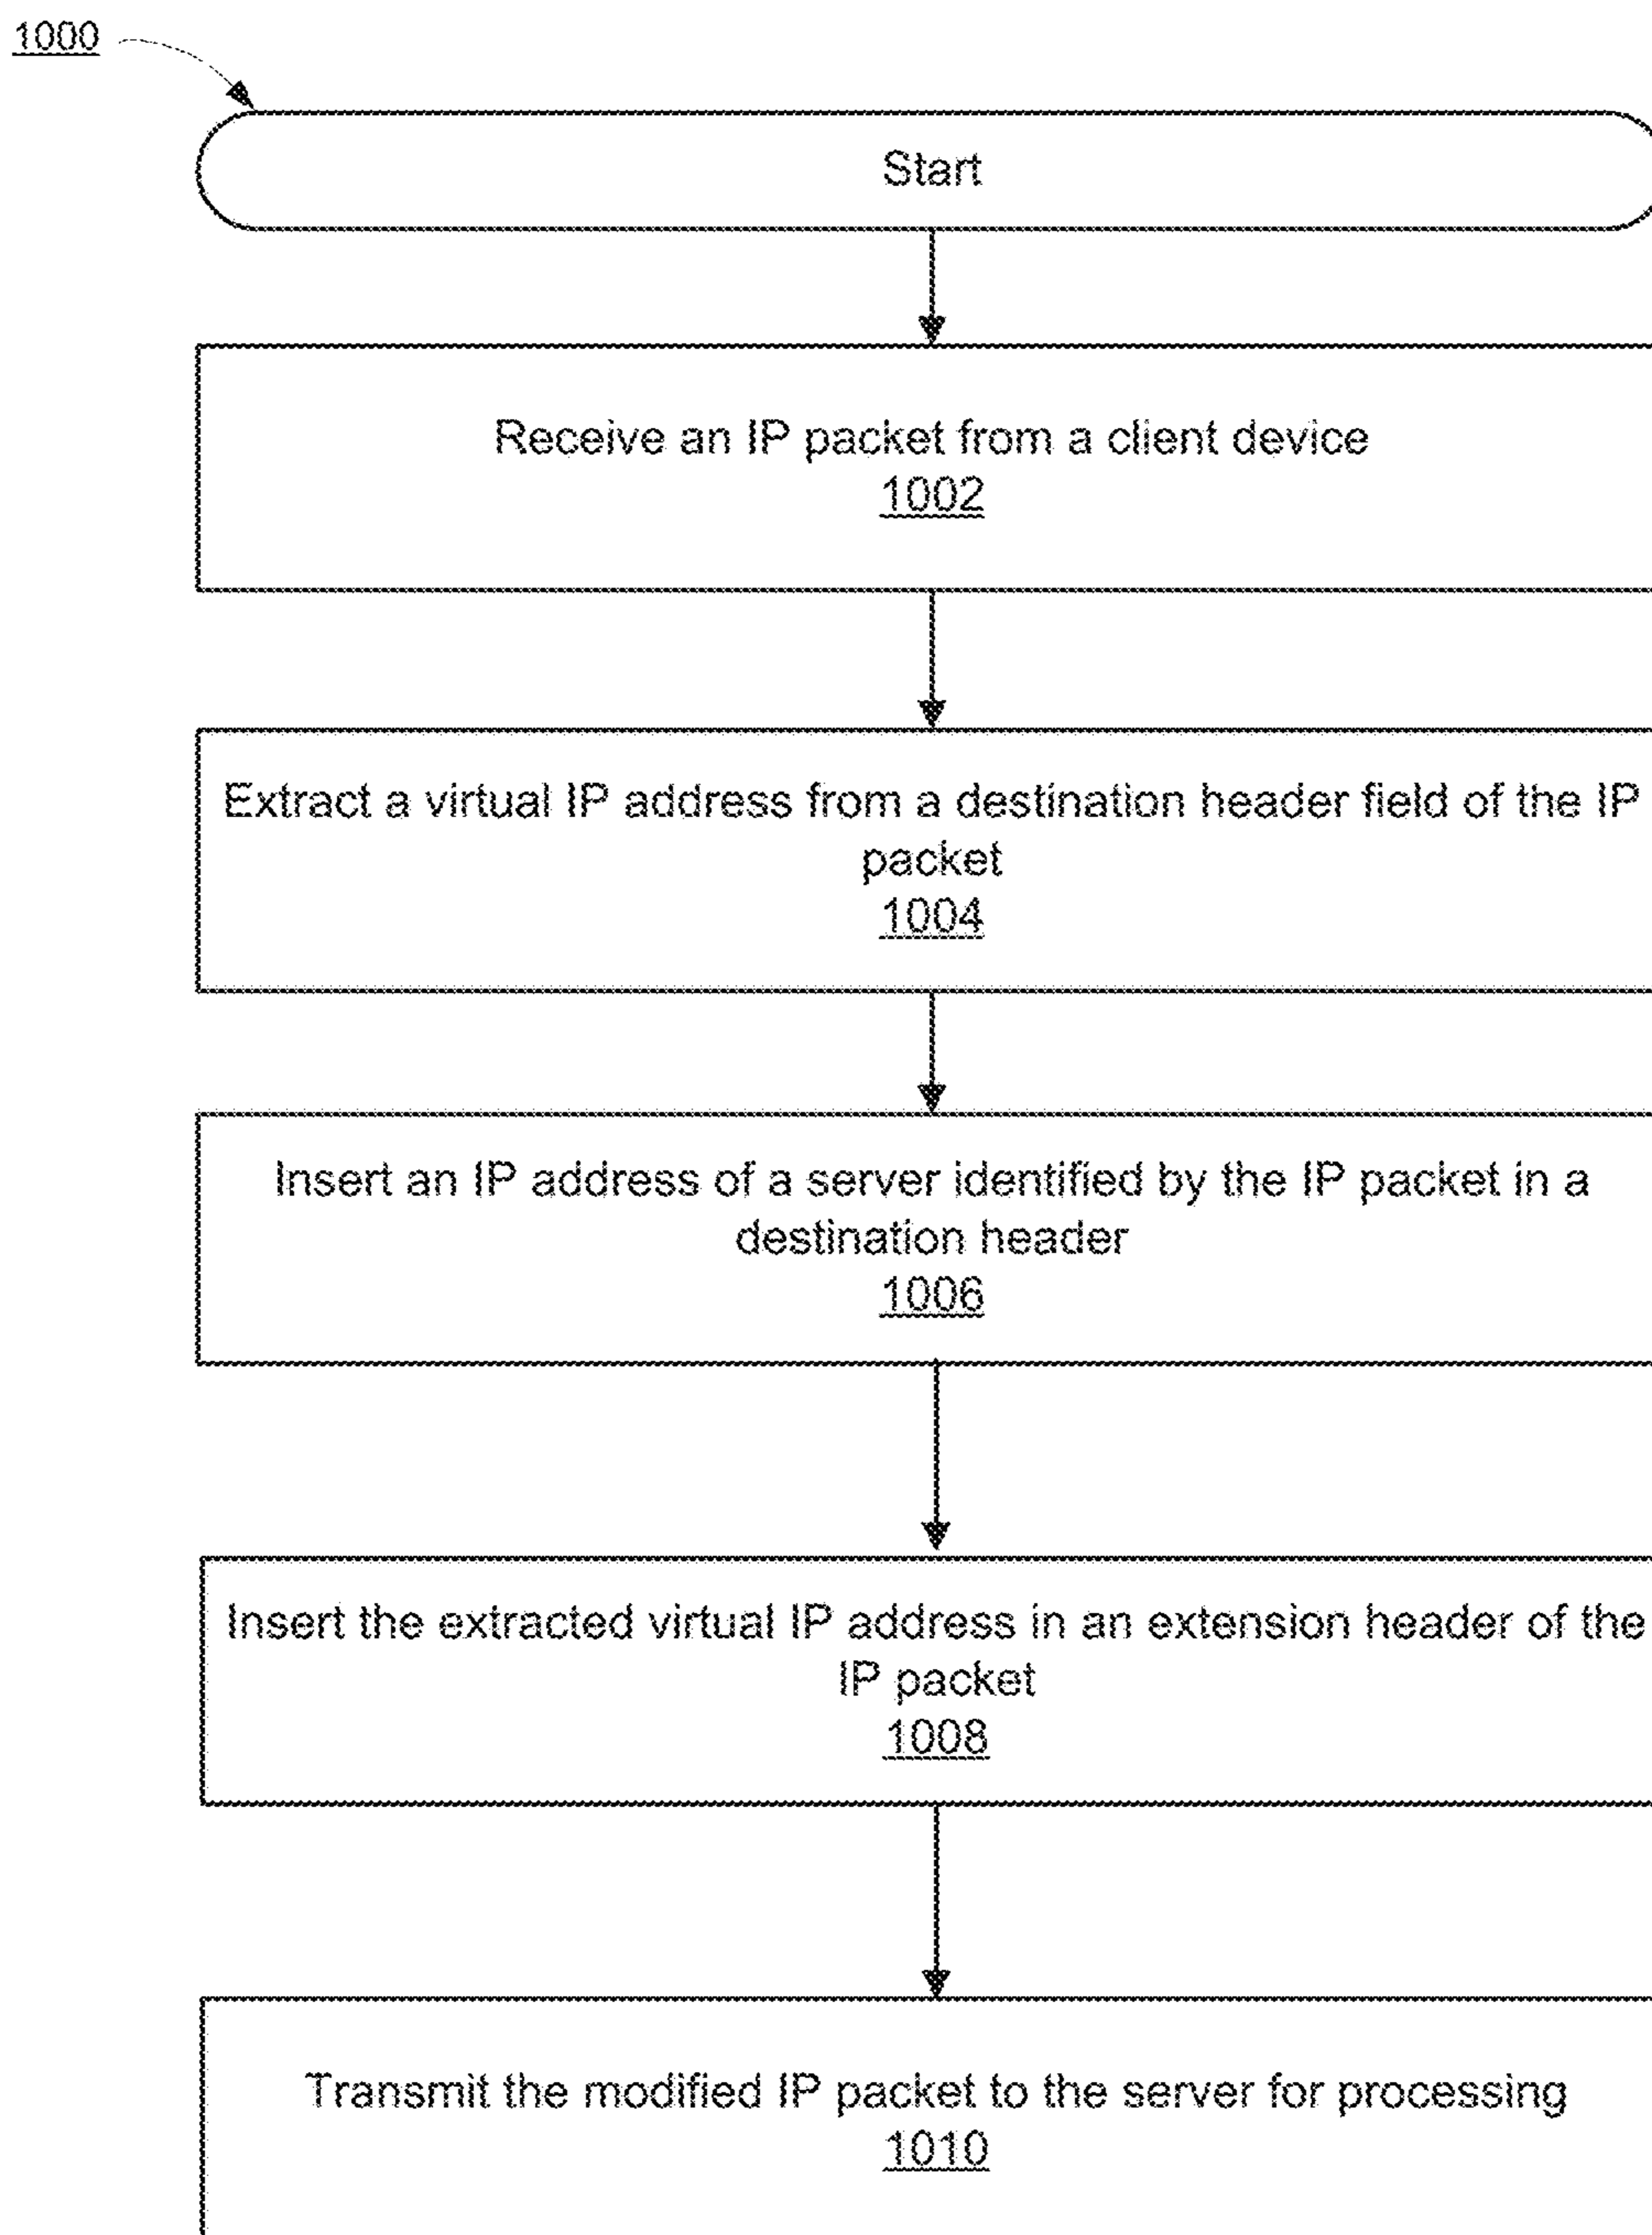 1000
Start
Receive an IP packet from a client device
1002
Extract a virtual IP address from a destination header field of the IP
packet
1004
Insert an IP address of a server identified by the IP packet in a
destination header
1006
Insert the extracted virtual IP address in an extension header of the
IP packet
1008
Transmit the modified IP packet to the server for processing
1010